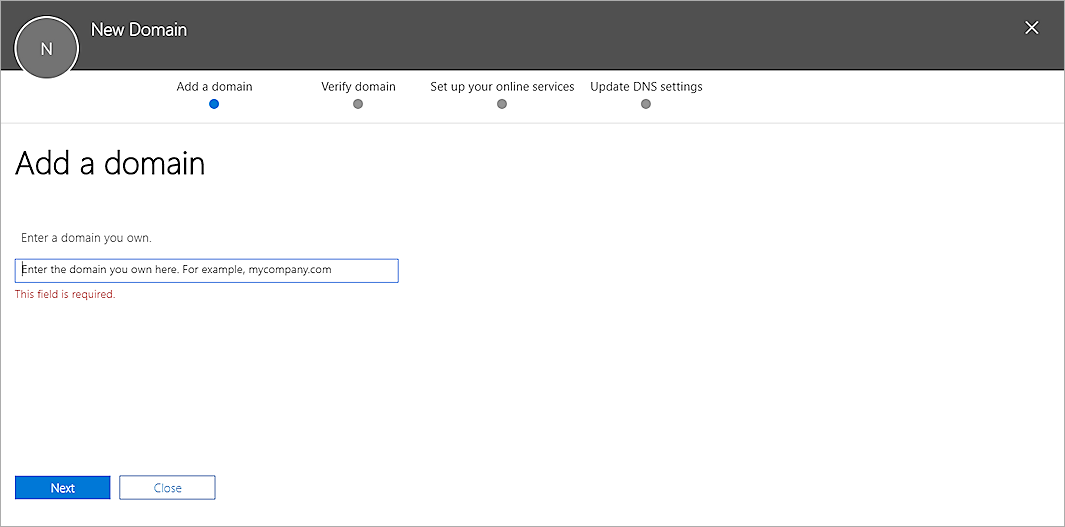 New Domain
N
Add a domain Verify domain Set up your online services Update DNS settings
Add a domain
Enter a domain you own.
Enter the domain you own here. For example, mycompany.com
This field is required.
Next Close